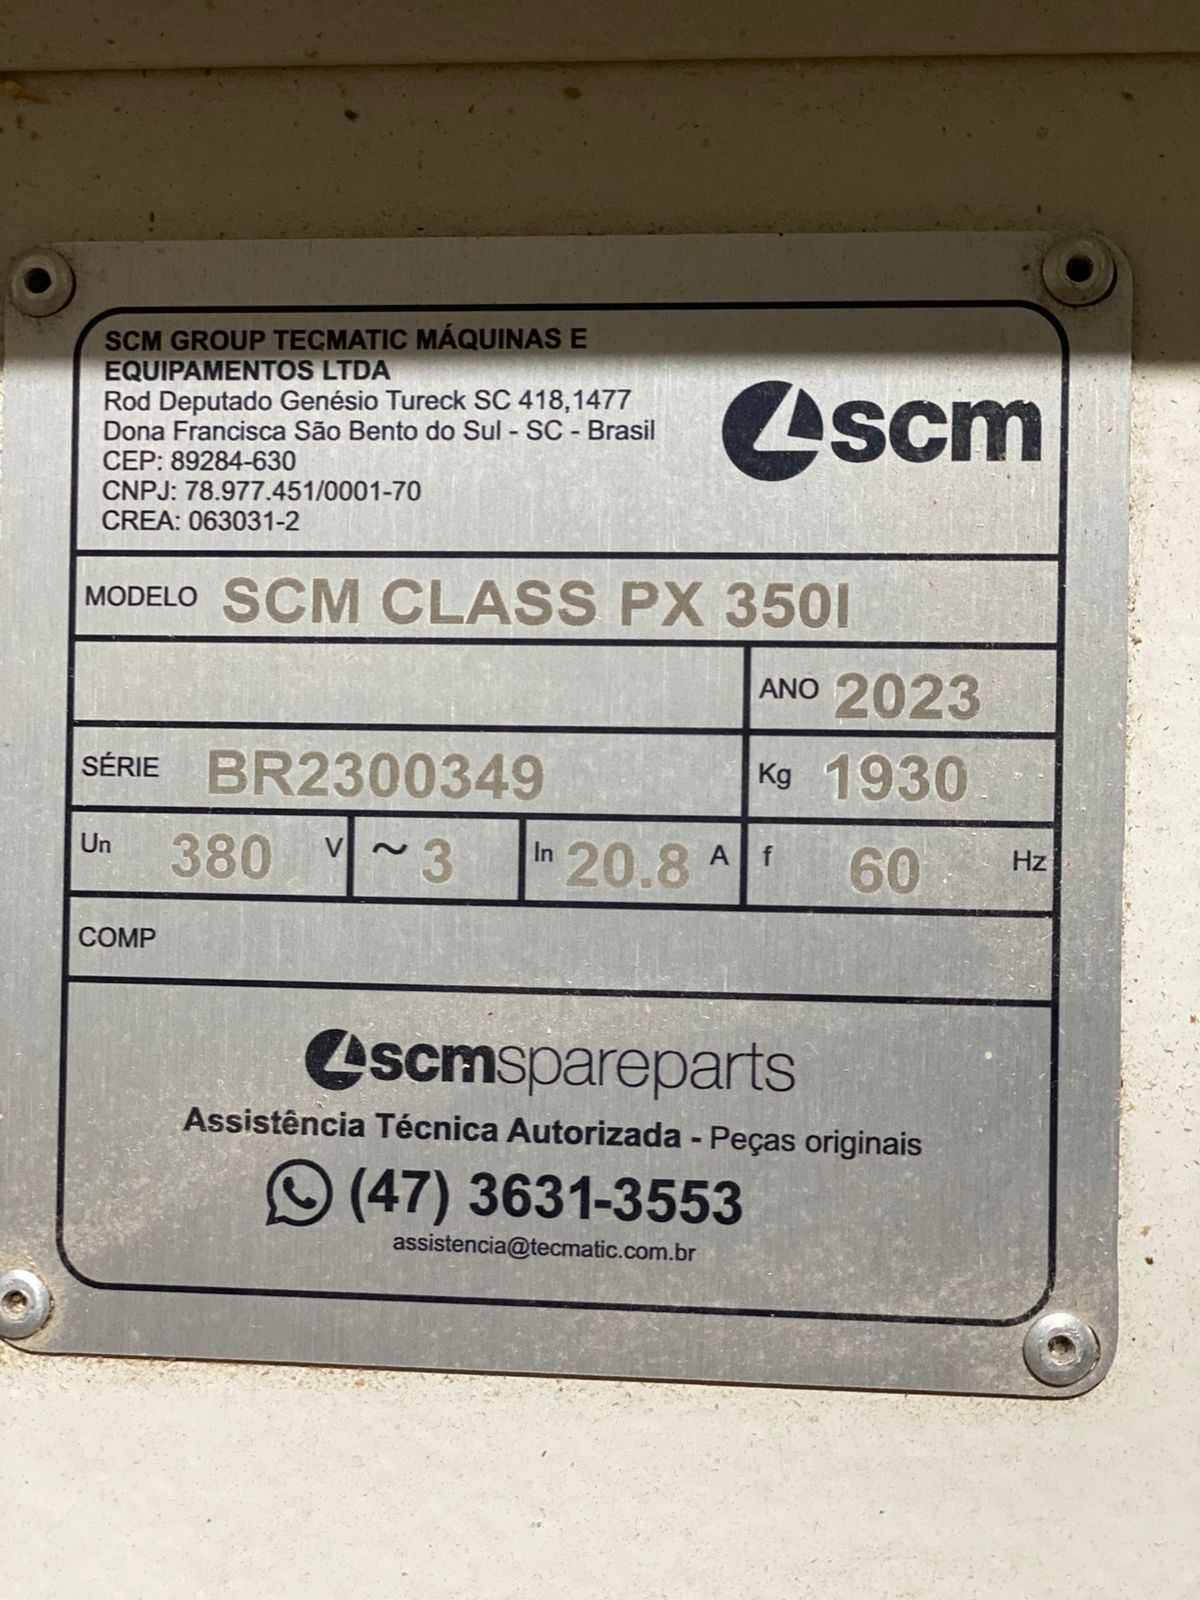 SCM GROUP TECMATIC MÁQUINAS E
EQUIPAMENTOS LTDA
Rod Deputado Genésio Tureck SC 418,1477
Dona Francisca São Bento do Sul - SC - Brasil
CEP: 89284-630
CNPJ: 78.977.451/0001-70
CREA: 063031-2
scm
MODELO SCM CLASS PX 350I
ANO 2023
SÉRIE BR2300349
Kg 1930
Un 380 V ~ 3 In 20.8 A f 60 Hz
COMP
scmspareparts
Assistência Técnica Autorizada - Peças originais
(47) 3631-3553
assistencia@tecmatic.com.br